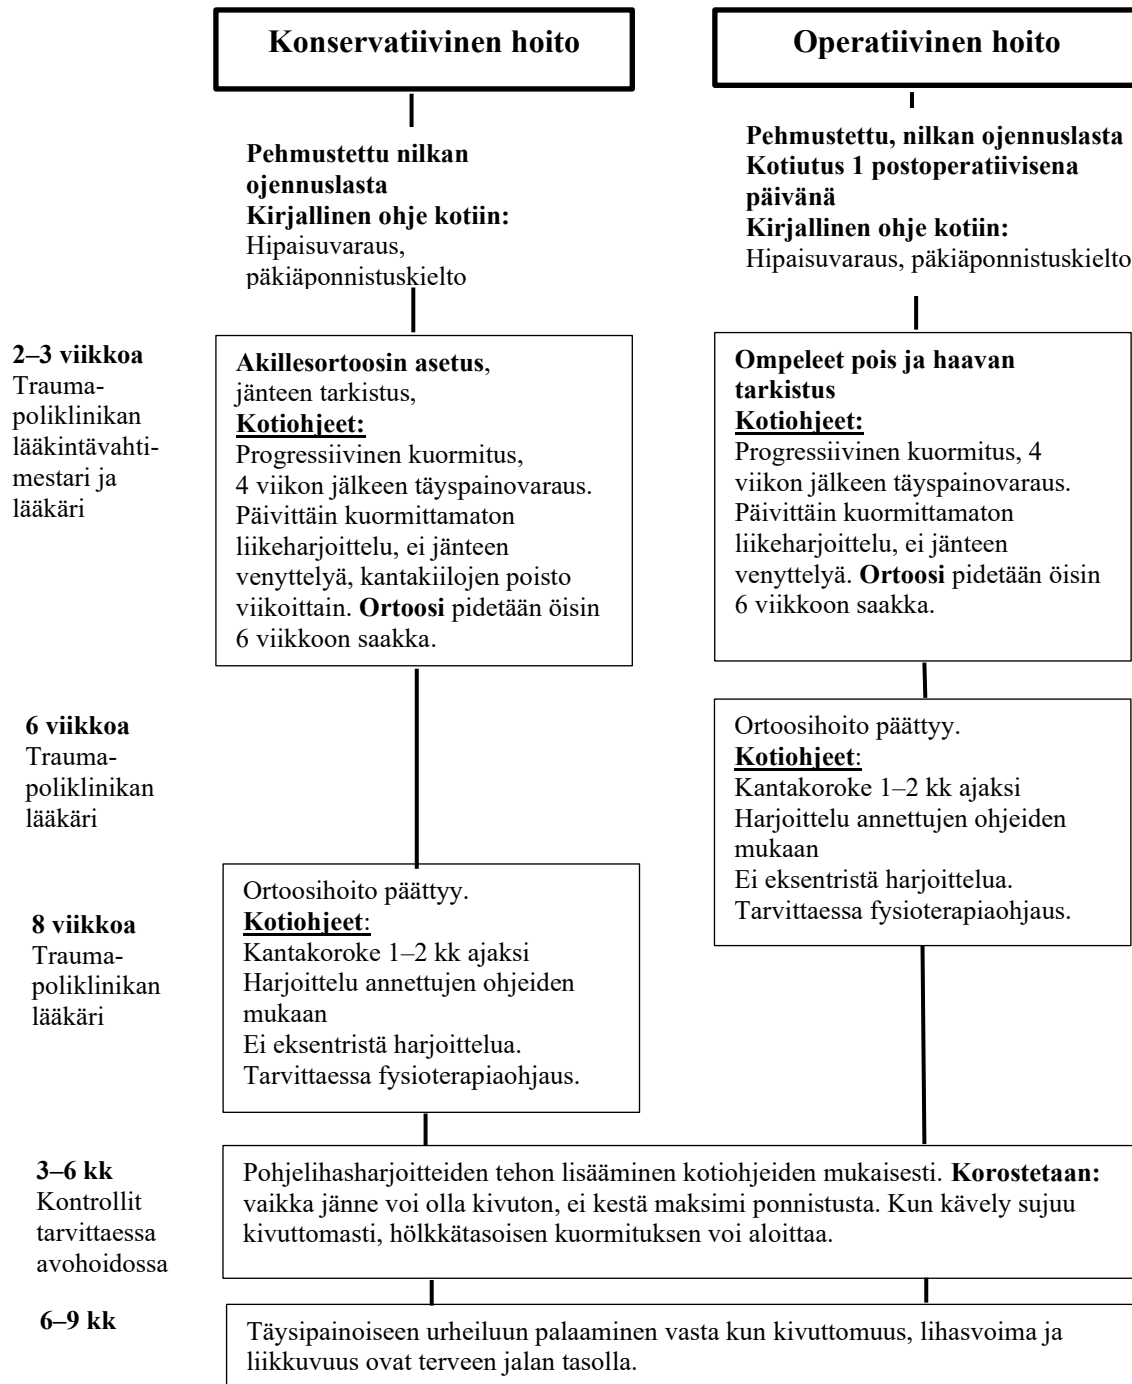 Konservatiivinen hoito
Operatiivinen hoito
Pehmustettu nilkan
ojennuslasta
Kirjallinen ohje kotiin:
Hipaisuvaraus,
päkiäponnistuskielto
Pehmustettu, nilkan ojennuslasta
Kotiutus 1 postoperatiivisena
päivänä
Kirjallinen ohje kotiin:
Hipaisuvaraus, päkiäponnistuskielto
2–3 viikkoa
Trauma-
poliklinikan
lääkintävahti-
mestari ja
lääkäri
Akillesortoosin asetus,
jänteen tarkistus,
Kotiohjeet:
Progressiivinen kuormitus,
4 viikon jälkeen täyspainovaraus.
Päivittäin kuormittamaton
liikeharjoittelu, ei jänteen
venyttelyä, kantakiilojen poisto
viikoittain. Ortoosi pidetään öisin
6 viikkoon saakka.
Ompeleet pois ja haavan
tarkistus
Kotiohjeet:
Progressiivinen kuormitus, 4
viikon jälkeen täyspainovaraus.
Päivittäin kuormittamaton
liikeharjoittelu, ei jänteen
venyttelyä. Ortoosi pidetään öisin
6 viikkoon saakka.
6 viikkoa
Trauma-
poliklinikan
lääkäri
Ortoosihoito päättyy.
Kotiohjeet:
Kantakoroke 1–2 kk ajaksi
Harjoittelu annettujen ohjeiden
mukaan
Ei eksentristä harjoittelua.
Tarvittaessa fysioterapiaohjaus.
8 viikkoa
Trauma-
poliklinikan
lääkäri
Ortoosihoito päättyy.
Kotiohjeet:
Kantakoroke 1–2 kk ajaksi
Harjoittelu annettujen ohjeiden
mukaan
Ei eksentristä harjoittelua.
Tarvittaessa fysioterapiaohjaus.
3–6 kk
Kontrollit
tarvittaessa
avohoidossa
Pohjelihasharjoitteiden tehon lisääminen kotiohjeiden mukaisesti. Korostetaan:
vaikka jänne voi olla kivuton, ei kestä maksimi ponnistusta. Kun kävely sujuu
kivuttomasti, hölkkätasoisen kuormituksen voi aloittaa.
6–9 kk
Täysipainoiseen urheiluun palaaminen vasta kun kivuttomuus, lihasvoima ja
liikkuvuus ovat terveen jalan tasolla.